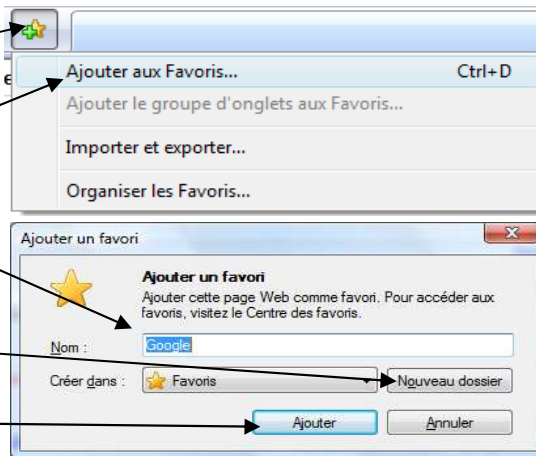 e
Ajouter aux Favoris... Ctrl+D
Ajouter le groupe d'onglets aux Favoris...
Importer et exporter...
Organiser les Favoris...
Ajouter un favori
Ajouter un favori
Ajouter cette page Web comme favori. Pour accéder aux
favoris, visitez le Centre des favoris.
Nom : Google
Créer dans : Favoris Nouveau dossier
Ajouter Annuler